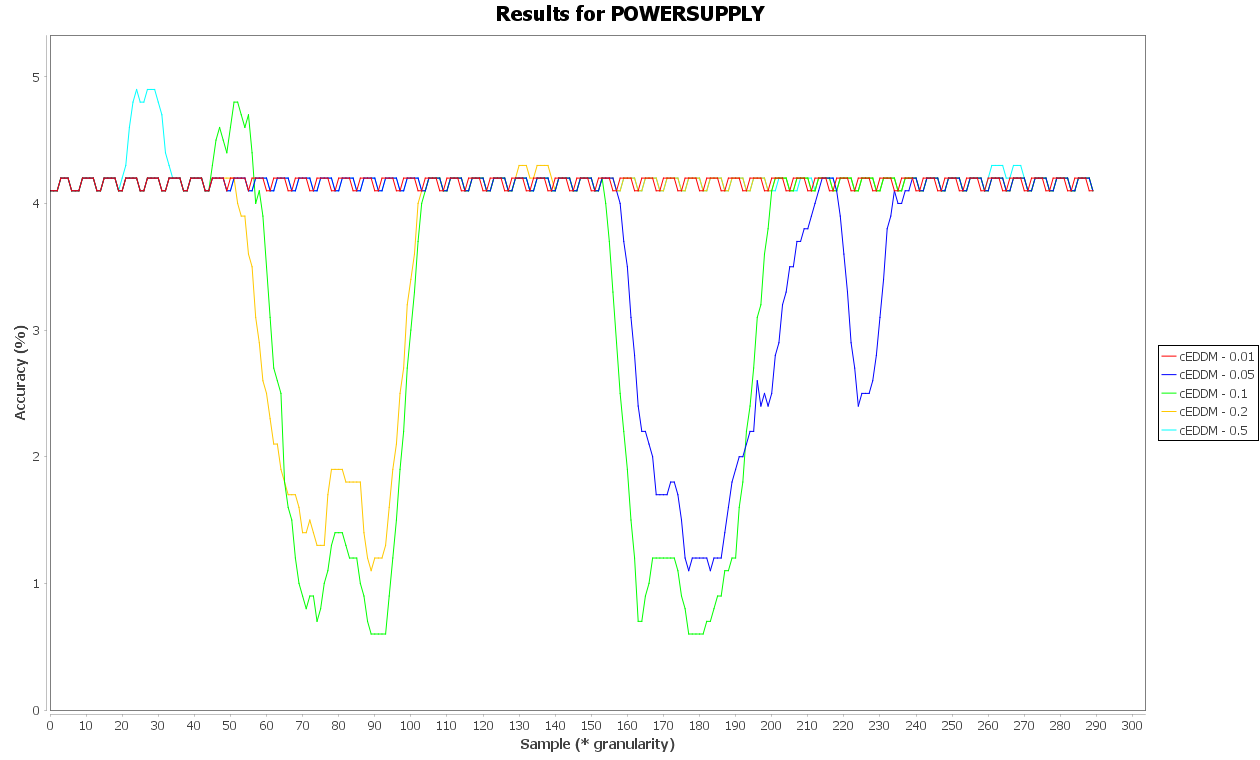 Results for POWERSUPPLY
5
4
3
2
1
0
Accuracy (%)
0 10 20 30 40 50 60 70 80 90 100 110 120 130 140 150 160 170 180 190 200 210 220 230 240 250 260 270 280 290 300
Sample (* granularity)
cEDDM - 0.01
cEDDM - 0.05
cEDDM - 0.1
cEDDM - 0.2
cEDDM - 0.5